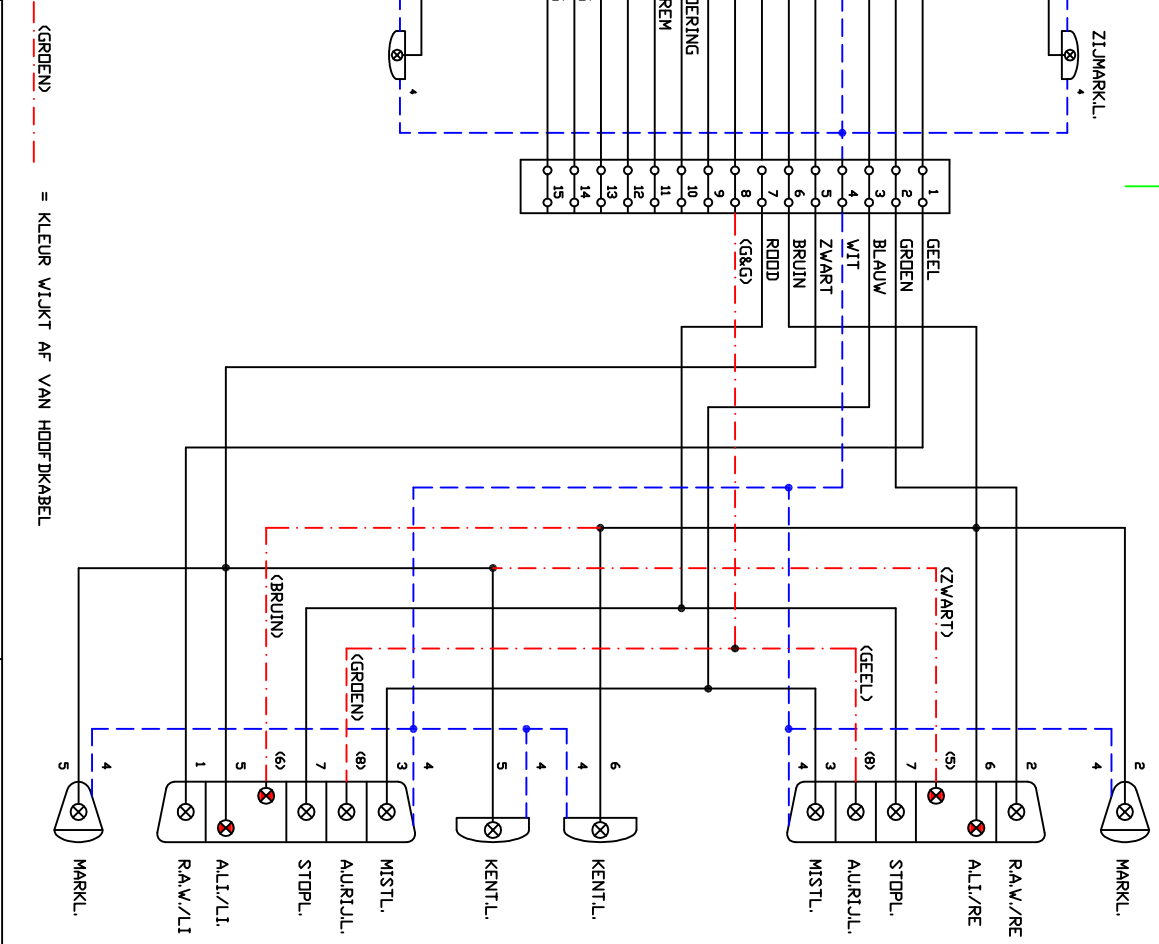 (GROEN)
= KLEUR WIJKT AF VAN HOOFDKABEL
REM
DERING
ZIJMARK.L.
4
4
15
14
13
12
11
10
9
8
7
6
5
4
3
2
1
(G&G)
ROOD
BRUIN
ZWART
WIT
BLAUW
GROEN
GEEL
(BRUIN)
(ZWART)
(GROEN)
(GEEL)
5
4
1
5
(6)
7
(8)
3
4
5
4
4
6
4
3
(8)
7
(5)
6
2
4
2
MARKL.
R.A.W./LI
A.LI./LI.
STOPL.
A.U.RIJ.L.
MISTL.
KENT.L.
KENT.L.
MISTL.
A.U.RIJ.L.
STOPL.
A.LI./RE
R.A.W./RE
MARKL.